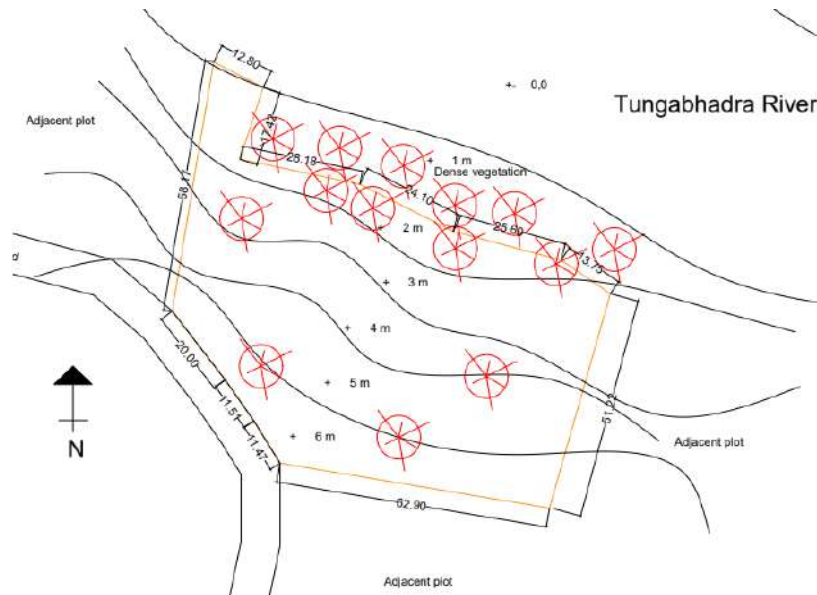 12.80
+- 0,0
Tungabhadra River
Adjacent plot
17.42
+ 1 m
25.18
Dense vegetation
24.10
58.17
25.60
+ 2 m
13.75
+ 3 m
+ 4 m
20.00
+ 5 m
11.51
51.22
+ 6 m
11.47
Adjacent plot
N
62.90
Adjacent plot